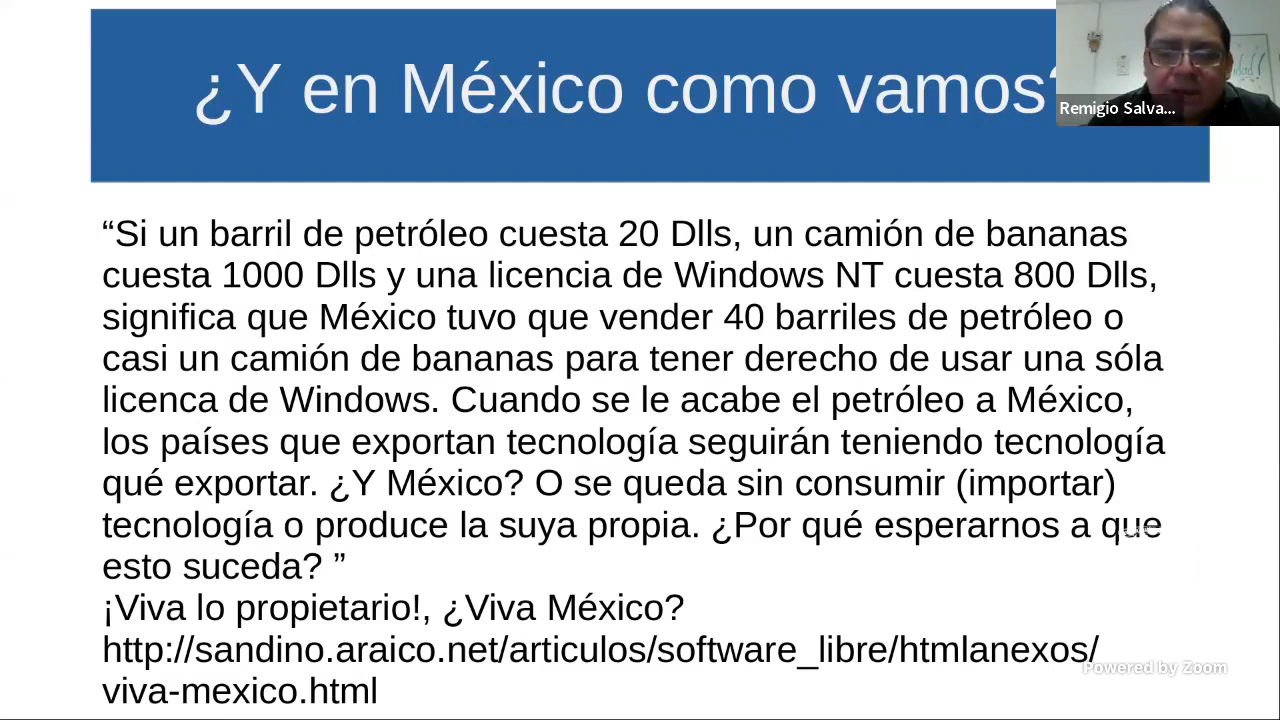 ¿Y en México como vamos?
Remigio Salva...
“Si un barril de petróleo cuesta 20 Dlls, un camión de bananas
cuesta 1000 Dlls y una licencia de Windows NT cuesta 800 Dlls,
significa que México tuvo que vender 40 barriles de petróleo o
casi un camión de bananas para tener derecho de usar una sóla
licenca de Windows. Cuando se le acabe el petróleo a México,
los países que exportan tecnología seguirán teniendo tecnología
qué exportar. ¿Y México? O se queda sin consumir (importar)
tecnología o produce la suya propia. ¿Por qué esperarnos a que
esto suceda? ”
¡Viva lo propietario!, ¿Viva México?
http://sandino.araico.net/articulos/software_libre/htmlanexos/
viva-mexico.html
Powered by Zoom